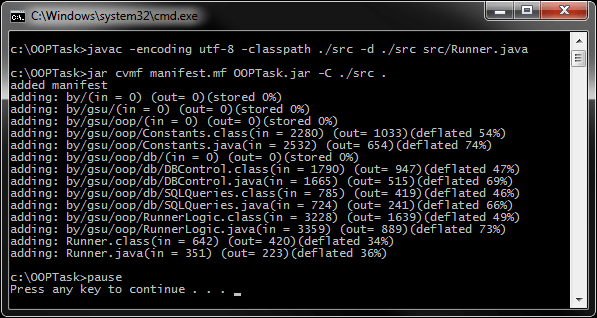 C:\Windows\system32\cmd.exe
c:\OOPTask>javac -encoding utf-8 -classpath ./src -d ./src src/Runner.java
c:\OOPTask>jar cvmf manifest.mf OOPTask.jar -C ./src .
added manifest
adding: by/(in = 0) (out= 0)(stored 0%)
adding: by/gsu/(in = 0) (out= 0)(stored 0%)
adding: by/gsu/oop/(in = 0) (out= 0)(stored 0%)
adding: by/gsu/oop/Constants.class(in = 2280) (out= 1033)(deflated 54%)
adding: by/gsu/oop/Constants.java(in = 2532) (out= 654)(deflated 74%)
adding: by/gsu/oop/db/(in = 0) (out= 0)(stored 0%)
adding: by/gsu/oop/db/DBControl.class(in = 1790) (out= 947)(deflated 47%)
adding: by/gsu/oop/db/DBControl.java(in = 1665) (out= 515)(deflated 69%)
adding: by/gsu/oop/db/SQLQueries.class(in = 785) (out= 419)(deflated 46%)
adding: by/gsu/oop/db/SQLQueries.java(in = 724) (out= 241)(deflated 66%)
adding: by/gsu/oop/RunnerLogic.class(in = 3228) (out= 1639)(deflated 49%)
adding: by/gsu/oop/RunnerLogic.java(in = 3359) (out= 889)(deflated 73%)
adding: Runner.class(in = 642) (out= 420)(deflated 34%)
adding: Runner.java(in = 351) (out= 223)(deflated 36%)
c:\OOPTask>pause
Press any key to continue . . .